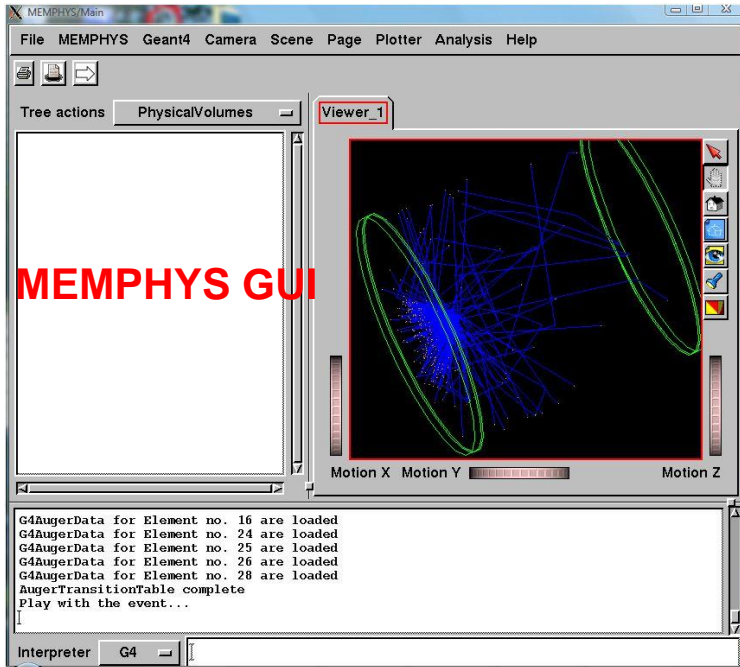 MEMPHYS/Main
File MEMPHYS Geant4 Camera Scene Page Plotter Analysis Help
Tree actions PhysicalVolumes
Viewer_1
MEMPHYS GUI
Motion X Motion Y Motion Z
G4AugerData for Element no. 16 are loaded
G4AugerData for Element no. 24 are loaded
G4AugerData for Element no. 25 are loaded
G4AugerData for Element no. 26 are loaded
G4AugerData for Element no. 28 are loaded
AugerTransitionTable complete
Play with the event...
Interpreter G4